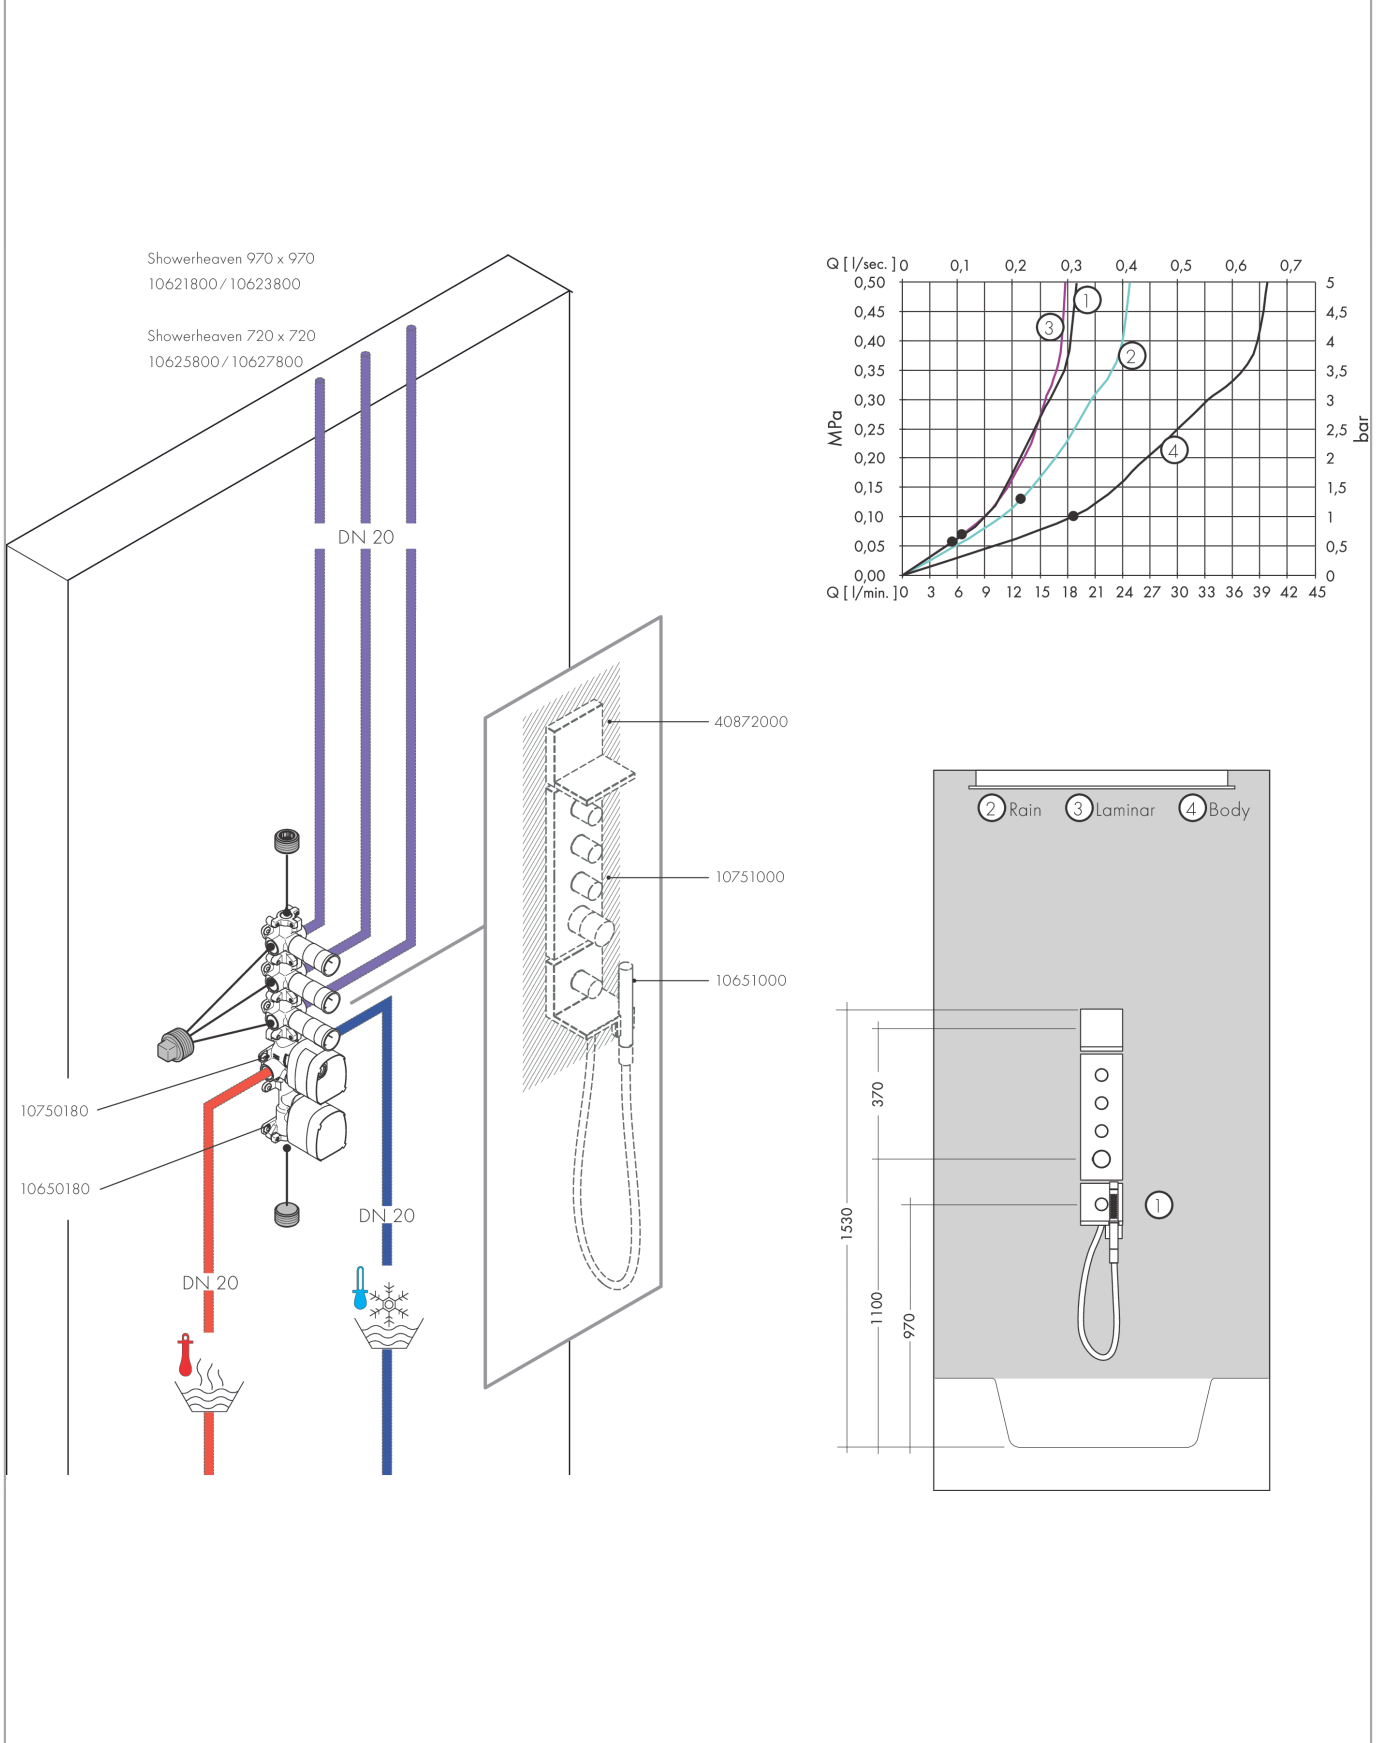 Showerheaven 970 x 970
10621800 / 10623800
Showerheaven 720 x 720
10625800 / 10627800
DN 20
40872000
10751000
10651000
10750180
10650180
DN 20
DN 20
Q [ l/sec. ] 0 0,1 0,2 0,3 0,4 0,5 0,6 0,7
0,50 5
0,45 4,5
0,40 4
0,35 3,5
0,30 3
0,25 2,5
0,20 2
0,15 1,5
0,10 1
0,05 0,5
0,00 0
MPa
bar
1
3
2
4
Q [ l/min. ] 0 3 6 9 12 15 18 21 24 27 30 33 36 39 42 45
2 Rain 3 Laminar 4 Body
370
1
1530
1100
970